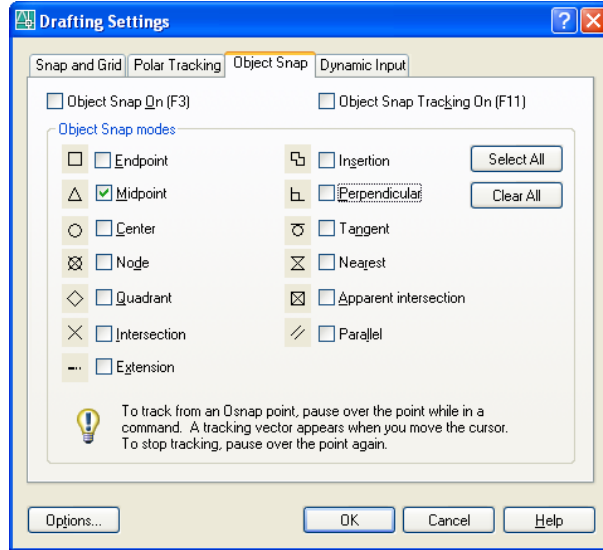 Drafting Settings
Snap and Grid Polar Tracking Object Snap Dynamic Input
Object Snap On (F3) Object Snap Tracking On (F11)
Object Snap modes
Endpoint Insertion Select All
Midpoint Perpendicular Clear All
Center Tangent
Node Nearest
Quadrant Apparent intersection
Intersection Parallel
Extension
To track from an Osnap point, pause over the point while in a
command. A tracking vector appears when you move the cursor.
To stop tracking, pause over the point again.
Options... OK Cancel Help